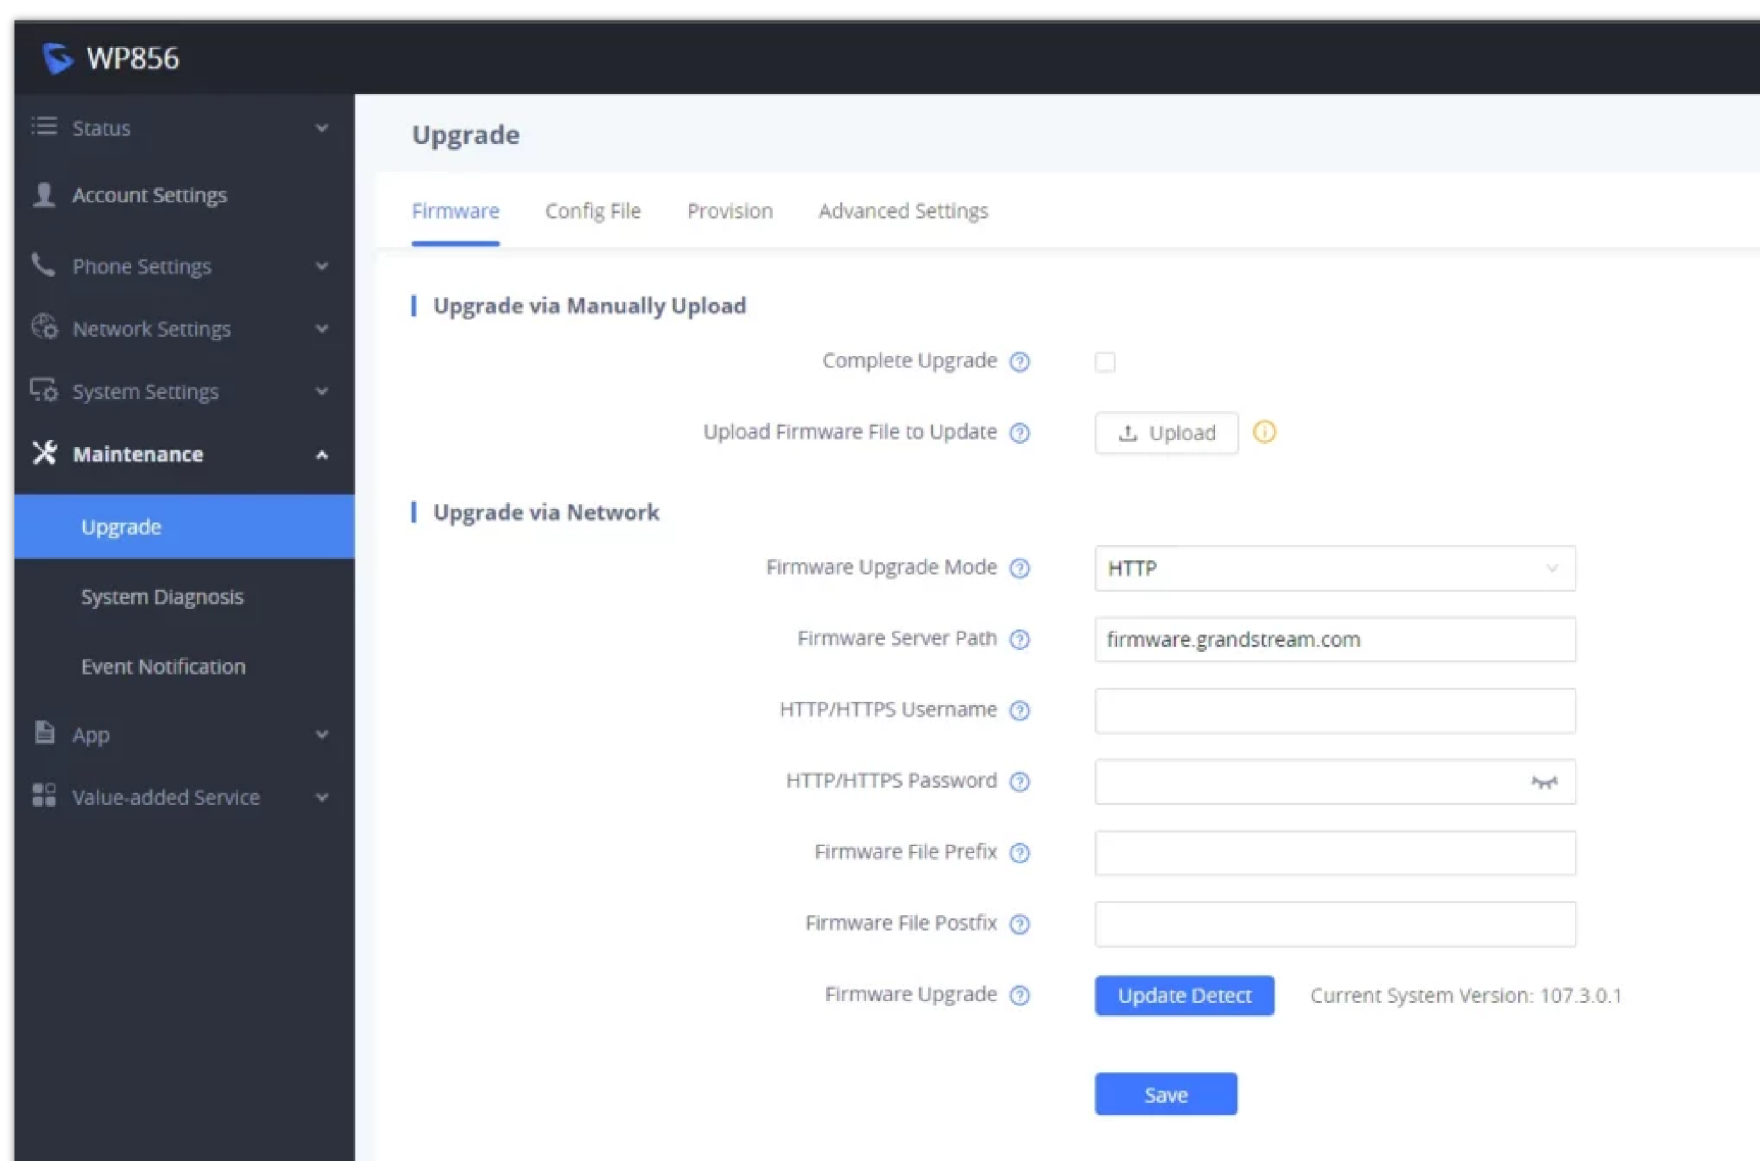 WP856
Status
Account Settings
Phone Settings
Network Settings
System Settings
Maintenance
Upgrade
System Diagnosis
Event Notification
App
Value-added Service
Upgrade
Firmware Config File Provision Advanced Settings
Upgrade via Manually Upload
Complete Upgrade
Upload Firmware File to Update Upload
Upgrade via Network
Firmware Upgrade Mode HTTP
Firmware Server Path firmware.grandstream.com
HTTP/HTTPS Username
HTTP/HTTPS Password
Firmware File Prefix
Firmware File Postfix
Firmware Upgrade Update Detect Current System Version: 107.3.0.1
Save